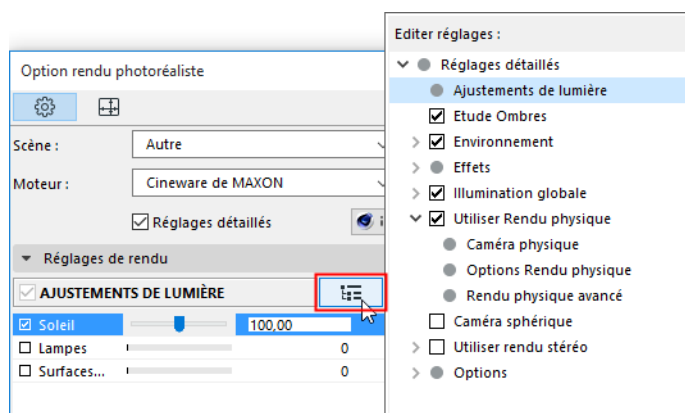 Option rendu photoréaliste
Scène :
Autre
Moteur :
Cineware de MAXON
Réglages détaillés
i
Réglages de rendu
AJUSTEMENTS DE LUMIÈRE
Soleil
100,00
Lampes
0
Surfaces...
0
Editer réglages :
Réglages détaillés
Ajustements de lumière
Etude Ombres
Environnement
Effets
Illumination globale
Utiliser Rendu physique
Caméra physique
Options Rendu physique
Rendu physique avancé
Caméra sphérique
Utiliser rendu stéréo
Options